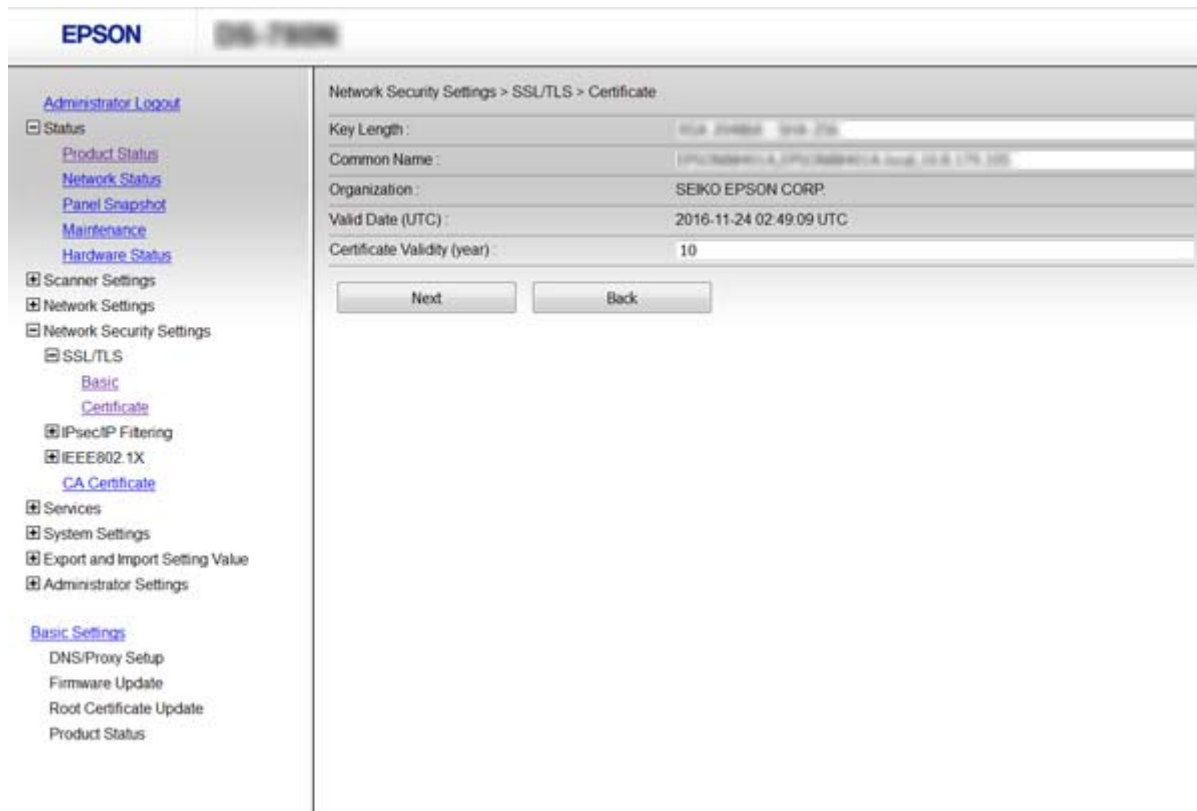 EPSON
Administrator Logout
Status
Product Status
Network Status
Panel Snapshot
Maintenance
Hardware Status
Scanner Settings
Network Settings
Network Security Settings
SSL/TLS
Basic
Certificate
IPsec/IP Filtering
IEEE802.1X
CA Certificate
Services
System Settings
Export and Import Setting Value
Administrator Settings
Basic Settings
DNS/Proxy Setup
Firmware Update
Root Certificate Update
Product Status
Network Security Settings > SSL/TLS > Certificate
Key Length :
Common Name :
Organization : SEIKO EPSON CORP.
Valid Date (UTC) : 2016-11-24 02:49:09 UTC
Certificate Validity (year) : 10
Next Back